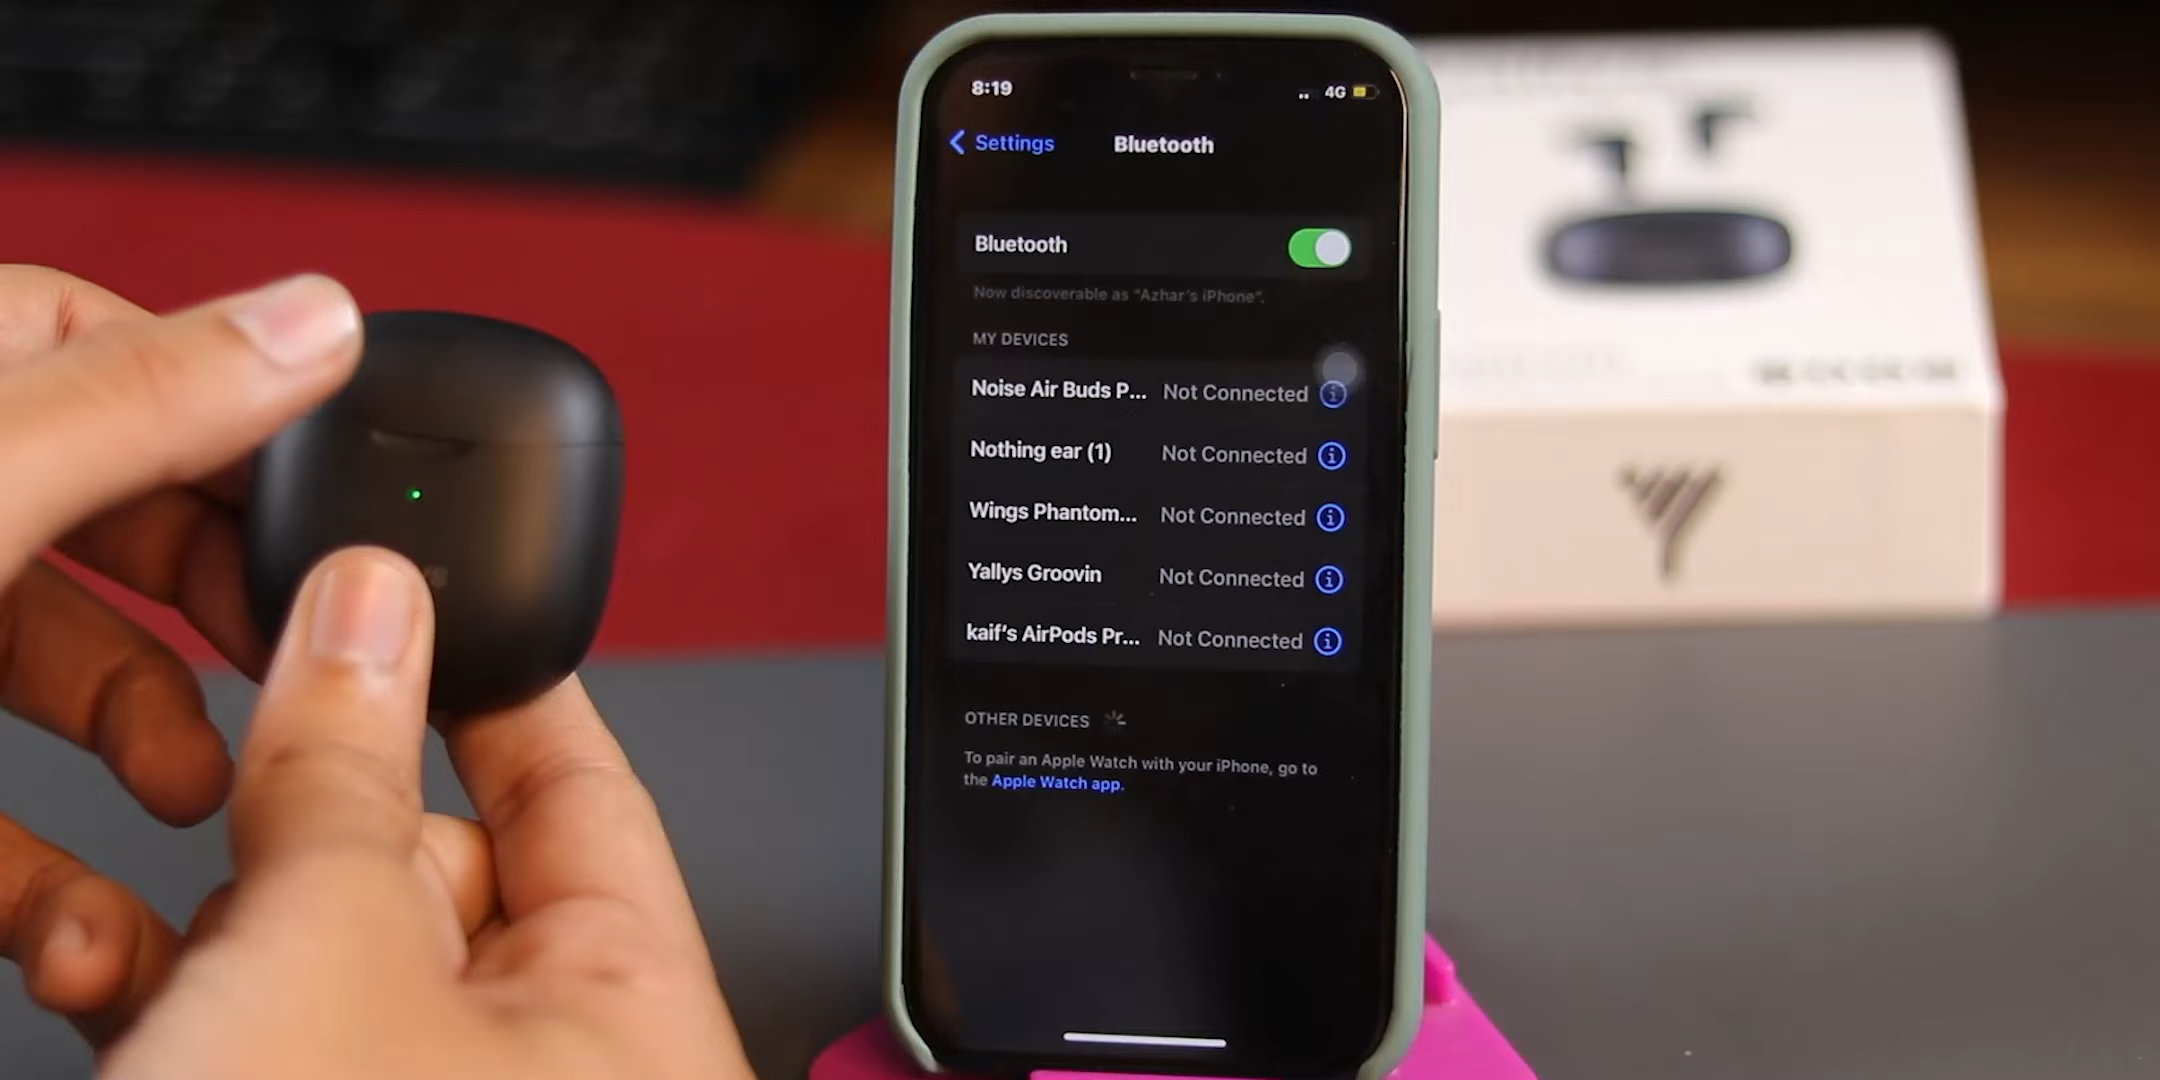 8:19
4G
Settings
Bluetooth
Bluetooth
Now discoverable as “Azhar’s iPhone”.
MY DEVICES
Noise Air Buds P... Not Connected
Nothing ear (1) Not Connected
Wings Phantom... Not Connected
Yallys Groovin Not Connected
kaif’s AirPods Pr... Not Connected
OTHER DEVICES
To pair an Apple Watch with your iPhone, go to
the Apple Watch app.